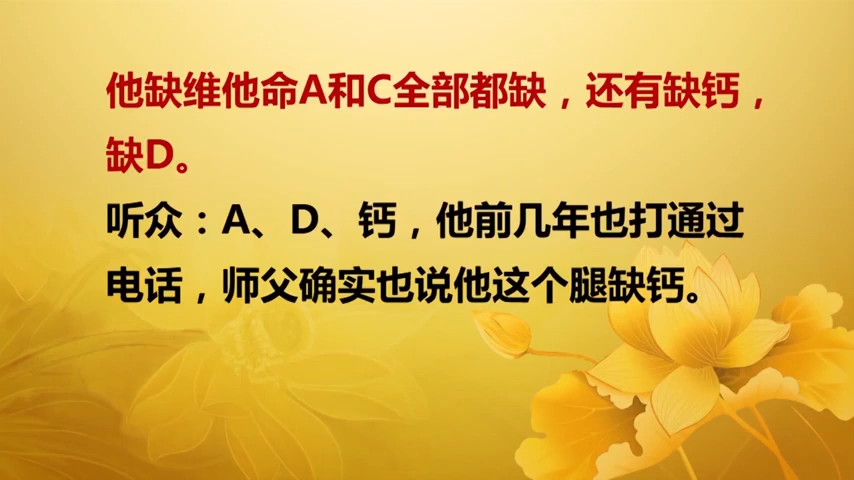 他缺维他命A和C全部都缺，还有缺钙，
缺D。
听众：A、D、钙，他前几年也打通过
电话，师父确实也说他这个腿缺钙。